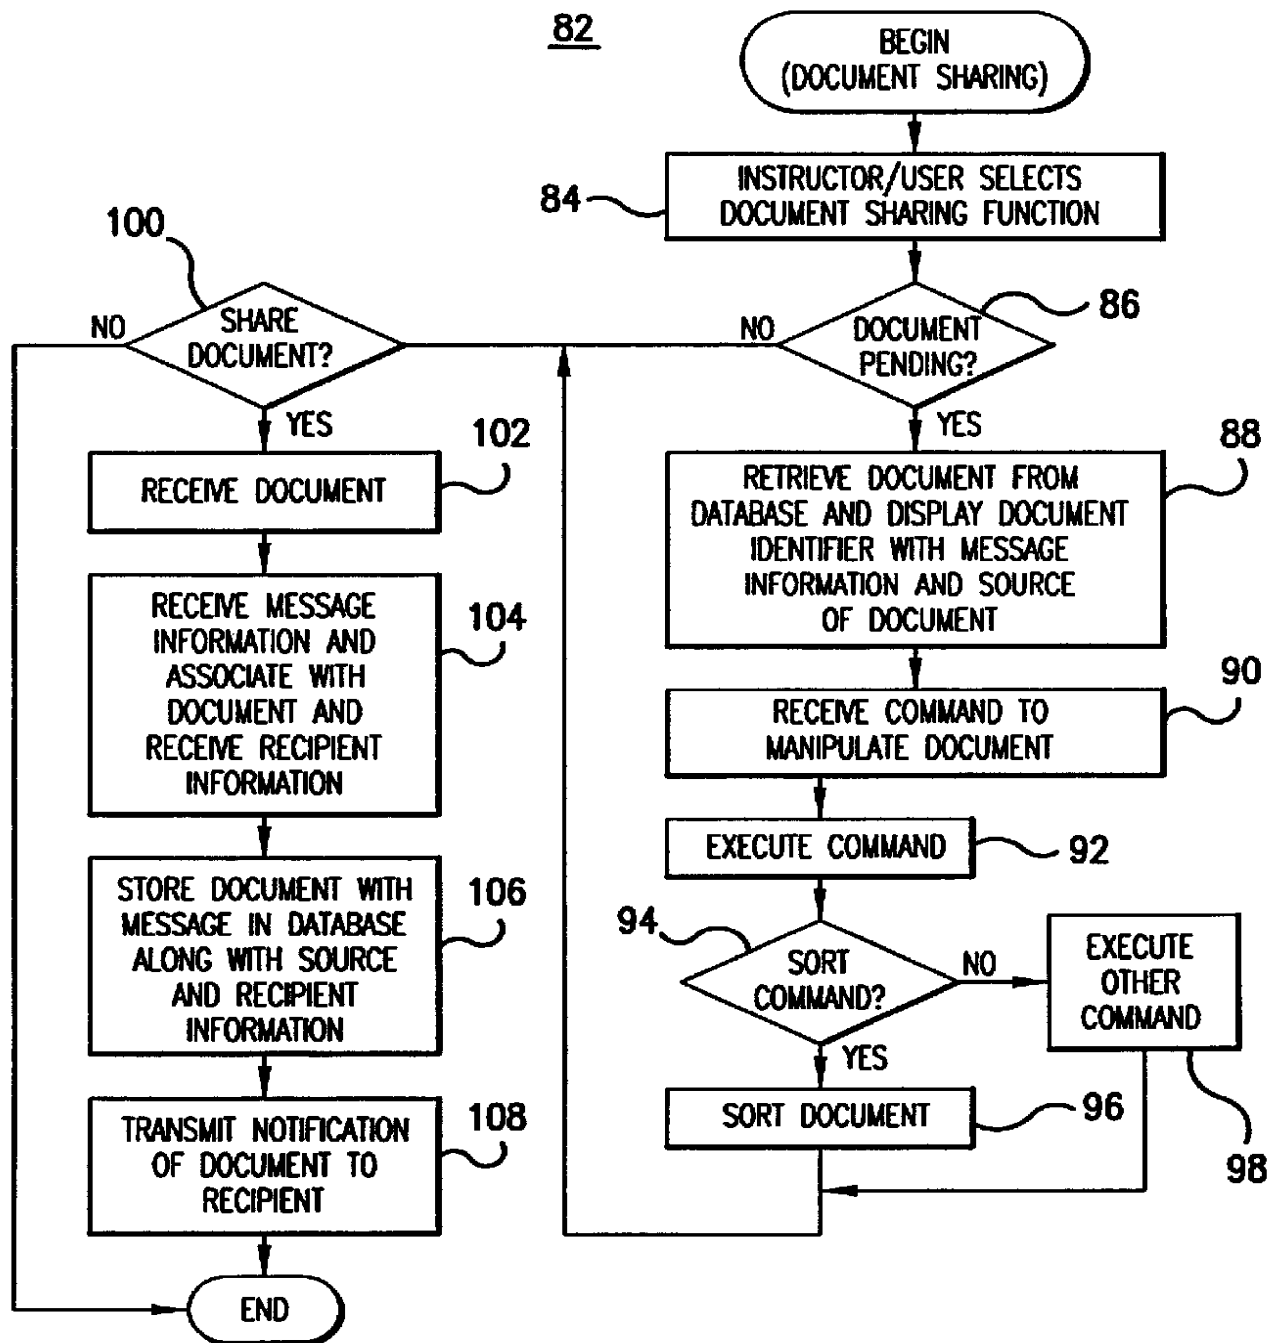 82
BEGIN
(DOCUMENT SHARING)
84
INSTRUCTOR/USER SELECTS
DOCUMENT SHARING FUNCTION
86
DOCUMENT
PENDING?
NO
YES
88
RETRIEVE DOCUMENT FROM
DATABASE AND DISPLAY DOCUMENT
IDENTIFIER WITH MESSAGE
INFORMATION AND SOURCE
OF DOCUMENT
90
RECEIVE COMMAND TO
MANIPULATE DOCUMENT
EXECUTE COMMAND
92
94
SORT
COMMAND?
NO
EXECUTE
OTHER
COMMAND
98
YES
SORT DOCUMENT
96
100
SHARE
DOCUMENT?
NO
YES
102
RECEIVE DOCUMENT
104
RECEIVE MESSAGE
INFORMATION AND
ASSOCIATE WITH
DOCUMENT AND
RECEIVE RECIPIENT
INFORMATION
106
STORE DOCUMENT WITH
MESSAGE IN DATABASE
ALONG WITH SOURCE
AND RECIPIENT
INFORMATION
108
TRANSMIT NOTIFICATION
OF DOCUMENT TO
RECIPIENT
END